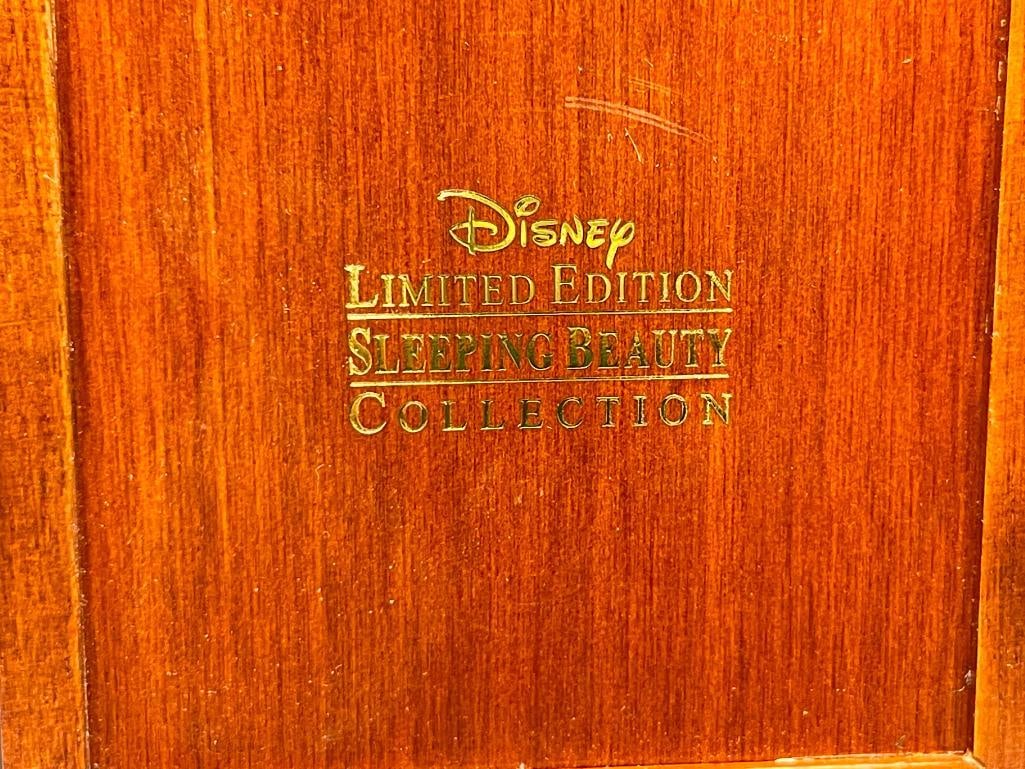 Disney
Limited Edition
Sleeping Beauty
Collection